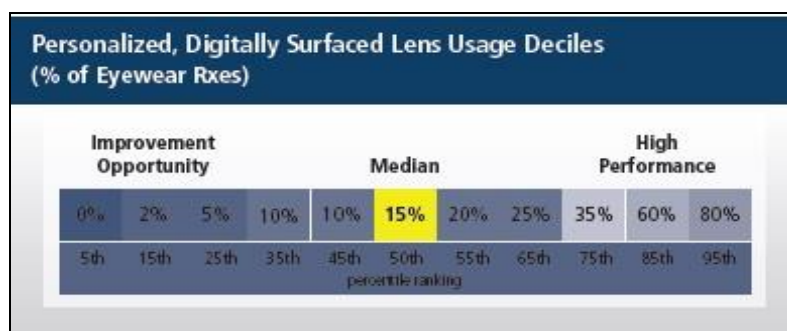 Personalized, Digitally Surfaced Lens Usage Deciles
(% of Eyewear Rxes)
Improvement
Opportunity
Median
High
Performance
0% 2% 5% 10% 10% 15% 20% 25% 35% 60% 80%
5th 15th 25th 35th 45th 50th 55th 65th 75th 85th 95th
percentile ranking